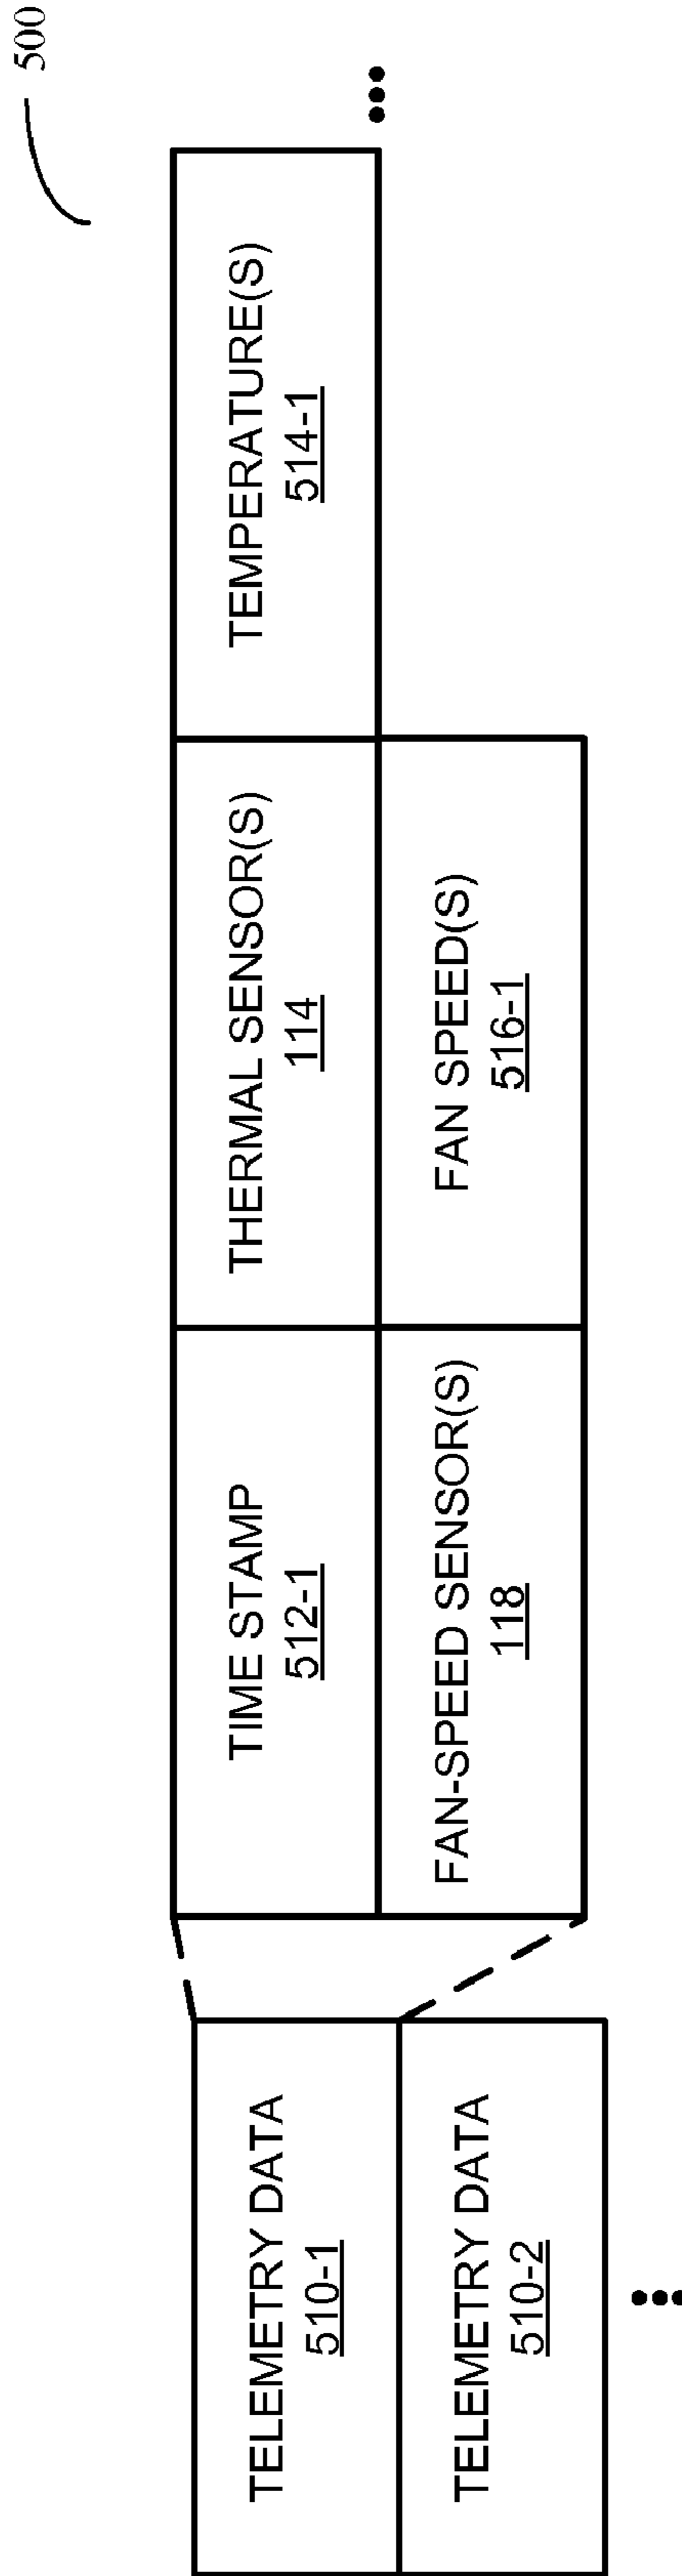 500
TELEMETRY DATA
510-1
TELEMETRY DATA
510-2
TIME STAMP
512-1
THERMAL SENSOR(S)
114
TEMPERATURE(S)
514-1
FAN-SPEED SENSOR(S)
118
FAN SPEED(S)
516-1